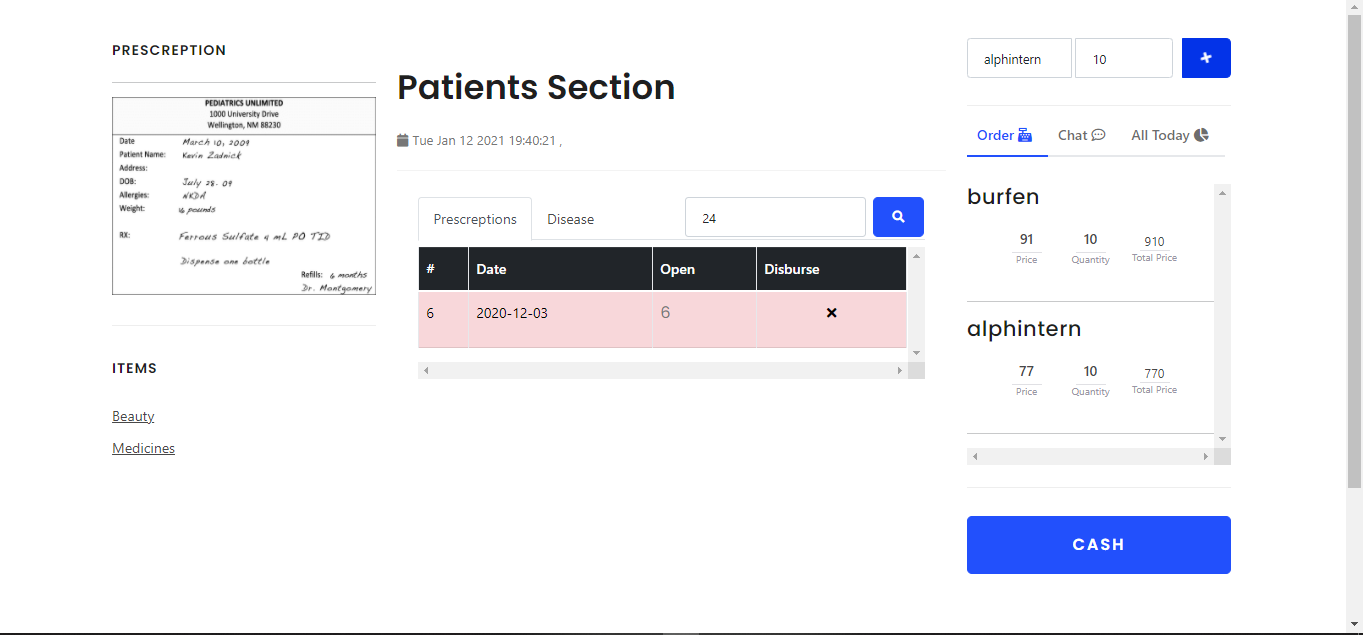 PRESCREPTION
PEDIATRICS UNLIMITED
1000 University Drive
Wellington, NM 88230
Date March 10, 2009
Patient Name: Kevin Zadnick
Address:
DOB: July 28. 09
Allergies: NKDA
Weight: 16 pounds
RX: Ferrous Sulfate 4 mL PO TID
Dispense one bottle
Refills: 6 months
Dr. Montgomery
ITEMS
Beauty
Medicines
Patients Section
Tue Jan 12 2021 19:40:21 ,
Prescreptions Disease 24
# Date Open Disburse
6 2020-12-03 6
alphintern 10
Order Chat All Today
burfen
91 10 910
Price Quantity Total Price
alphintern
77 10 770
Price Quantity Total Price
CASH